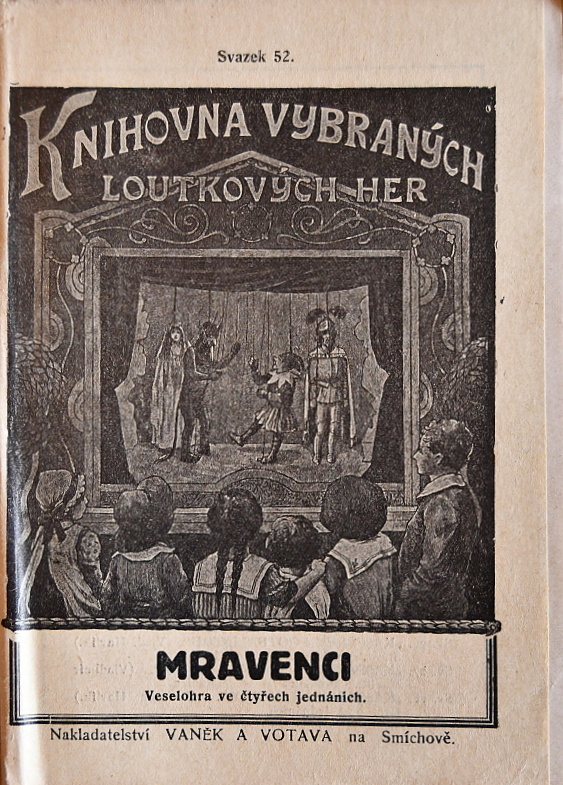 Svazek 52.
KNIHOVNA VYBRANÝCH
LOUTKOVÝCH HER
MRAVENCI
Veselohra ve čtyřech jednáních.
Nakladatelství VANĚK A VOTAVA na Smíchově.